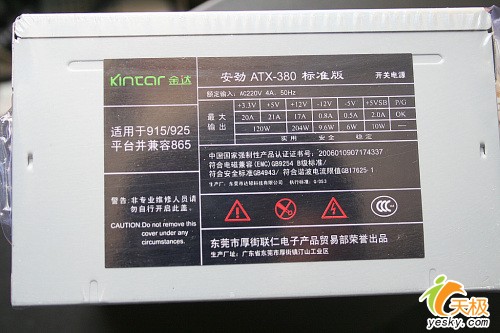 Kintar 金达
安劲 ATX-380 标准版
开关电源
额定输入: AC220V 4A, 50Hz
最大输出
+3.3V +5V +12V -12V -5V +5VSB P/G
20A 21A 17A 0.8A 0.5A 2.0A OK
120W 204W 9.6W 6W 10W —
安全 实用 稳定
适用于915/925
平台并兼容865
中国国家强制性产品认证证书号: 2006010907174337
符合电磁兼容(EMC)GB9254 B级标准/
符合安全标准GB4943/ 符合谐波电流限值GB17625-1
警告: 非专业维修人员请
勿自行开启此盖。
CAUTION.Do not remove this
cover under any
circumstances.
CCC
东莞市厚街联仁电子产品贸易部荣誉出品
生产厂地址: 广东省东莞市厚街镇汀山工业区
天极
yesky.com